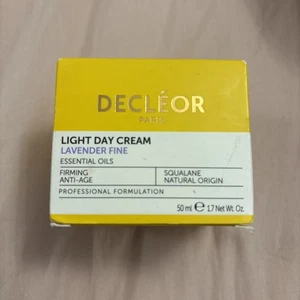 DECLÉOR
PARIS
LIGHT DAY CREAM
LAVENDER FINE
ESSENTIAL OILS
FIRMING
ANTI-AGE
SQUALANE
NATURAL ORIGIN
PROFESSIONAL FORMULATION
50 ml ℮ 1.7 Net Wt. Oz.